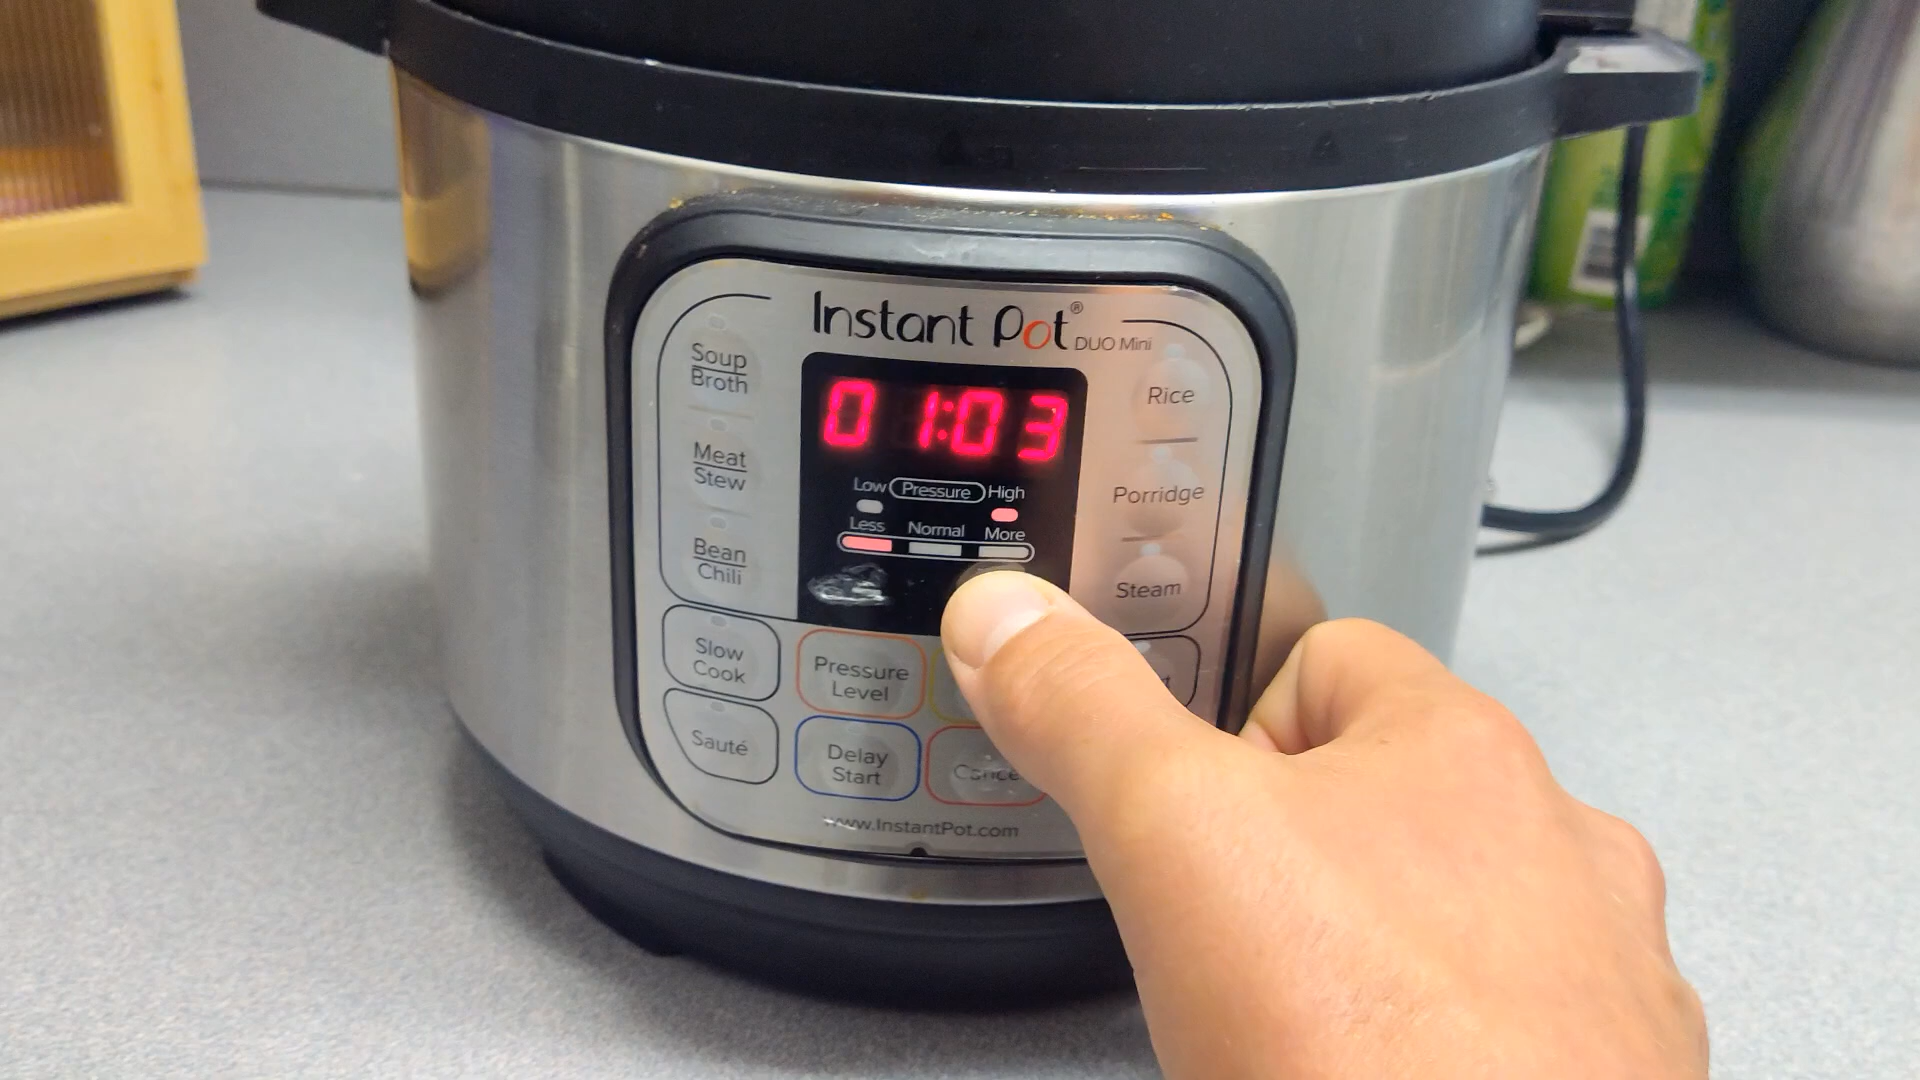 Instant Pot®
DUO Mini
01:03
Low Pressure High
Less Normal More
Soup
Broth
Meat
Stew
Bean
Chili
Slow
Cook
Sauté
Rice
Porridge
Steam
Pressure
Level
Delay
Start
www.InstantPot.com